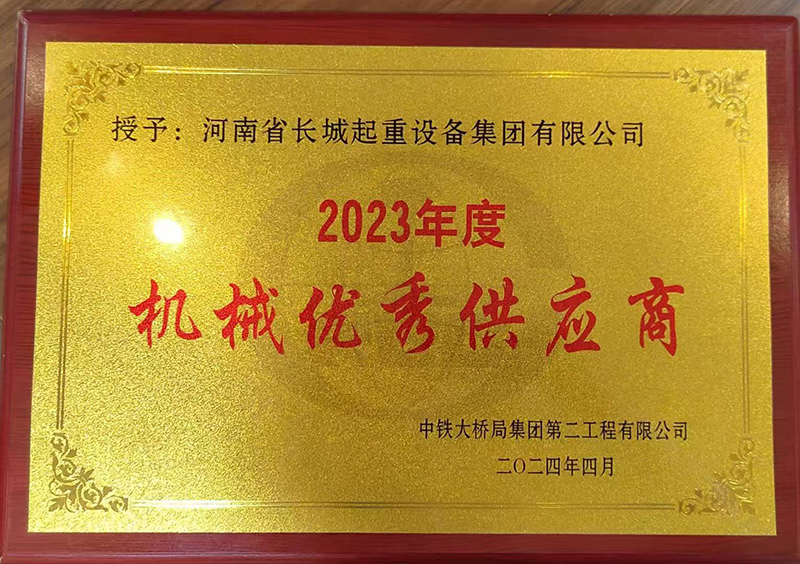 授予：河南省长城起重设备集团有限公司
2023年度
机械优秀供应商
中铁大桥局集团第二工程有限公司
二〇二四年四月